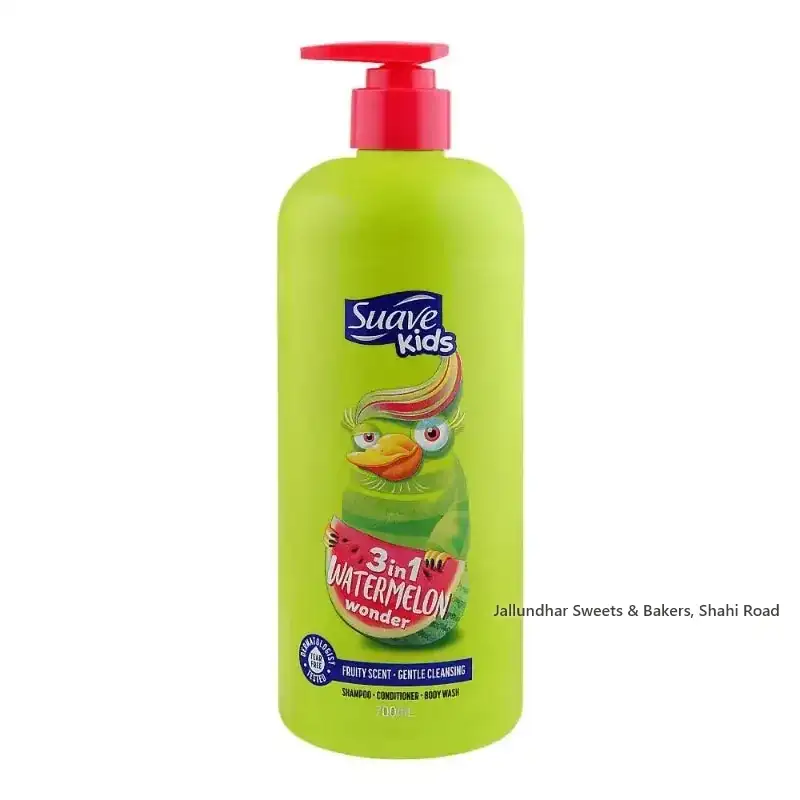 Suave
kids
3 in 1
WATERMELON
wonder
DERMATOLOGIST
TEAR
FREE
TESTED
FRUITY SCENT · GENTLE CLEANSING
SHAMPOO · CONDITIONER · BODY WASH
700mL
Jallundhar Sweets & Bakers, Shahi Road